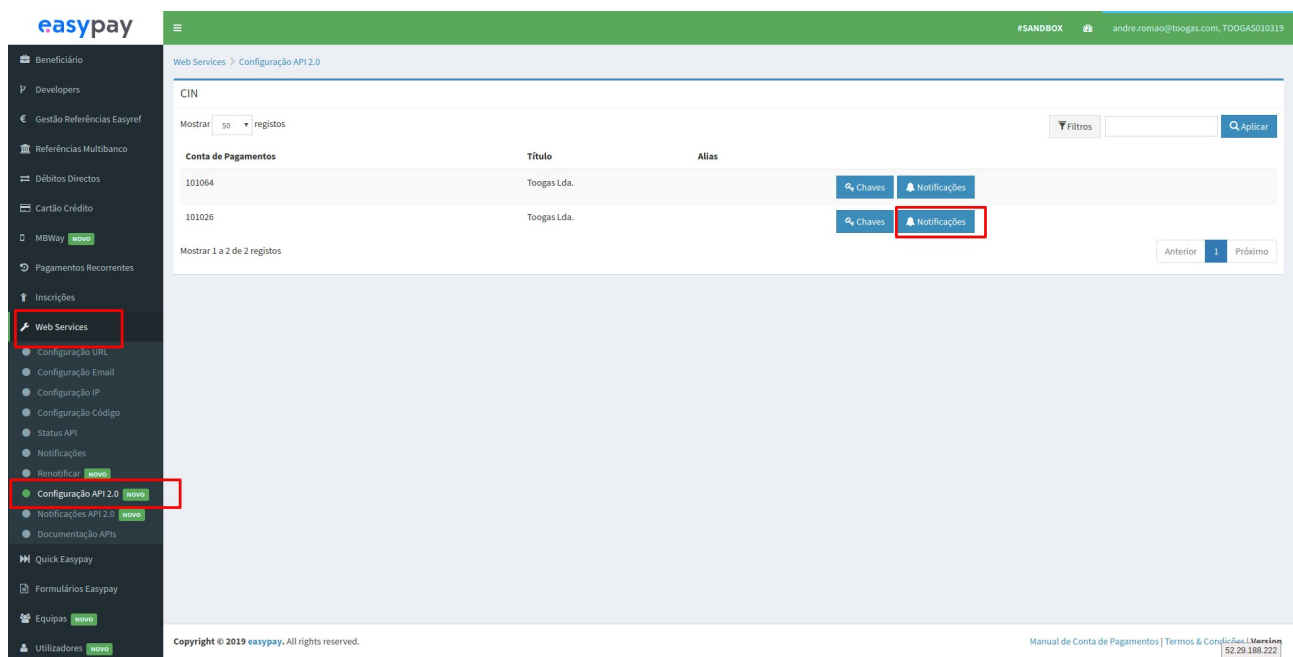 easypay
#SANDBOX andre.romao@toogas.com, TOOGAS010319
Beneficiário
Developers
Gestão Referências Easyref
Referências Multibanco
Débitos Directos
Cartão Crédito
MBWay NOVO
Pagamentos Recorrentes
Inscrições
Web Services
Configuração URL
Configuração Email
Configuração IP
Configuração Código
Status API
Notificações
Renotificar NOVO
Configuração API 2.0 NOVO
Notificações API 2.0 NOVO
Documentação APIs
Quick Easypay
Formulários Easypay
Equipas NOVO
Utilizadores NOVO
Web Services > Configuração API 2.0
CIN
Mostrar 50 registos Filtros Aplicar
Conta de Pagamentos Título Alias
101064 Toogas Lda. Chaves Notificações
101026 Toogas Lda. Chaves Notificações
Mostrar 1 a 2 de 2 registos Anterior 1 Próximo
Copyright © 2019 easypay. All rights reserved. Manual de Conta de Pagamentos | Termos & Condições | Version
52.29.188.222